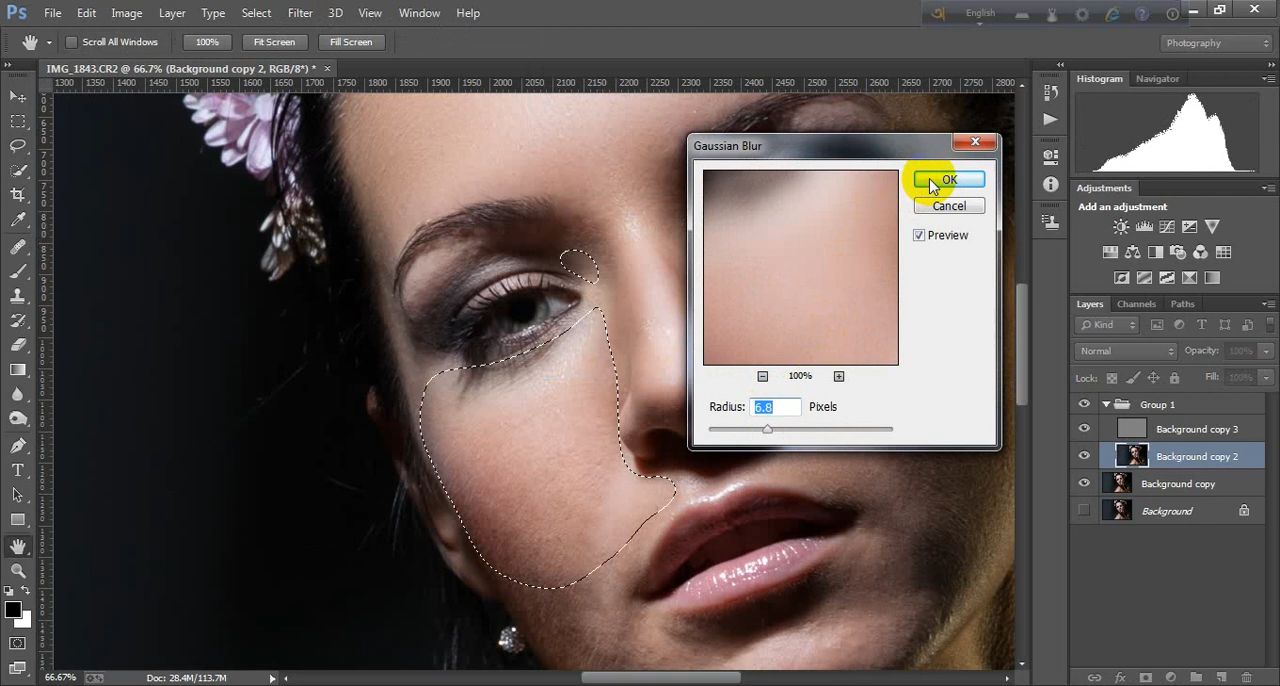 Ps File Edit Image Layer Type Select Filter 3D View Window Help
English
Scroll All Windows 100% Fit Screen Fill Screen Photography
IMG_1843.CR2 @ 66.7% (Background copy 2, RGB/8*) * ×
1300 1350 1400 1450 1500 1550 1600 1650 1700 1750 1800 1850 1900 1950 2000 2050 2100 2150 2200 2250 2300 2350 2400 2450 2500 2550 2600 2650 2700 2750 2800
Histogram Navigator
Gaussian Blur
OK
Cancel
Preview
100%
Radius: 6.8 Pixels
Adjustments
Add an adjustment
Layers Channels Paths
Kind
Normal Opacity: 100%
Lock: Fill: 100%
Group 1
Background copy 3
Background copy 2
Background copy
Background
66.67% Doc: 28.4M/113.7M